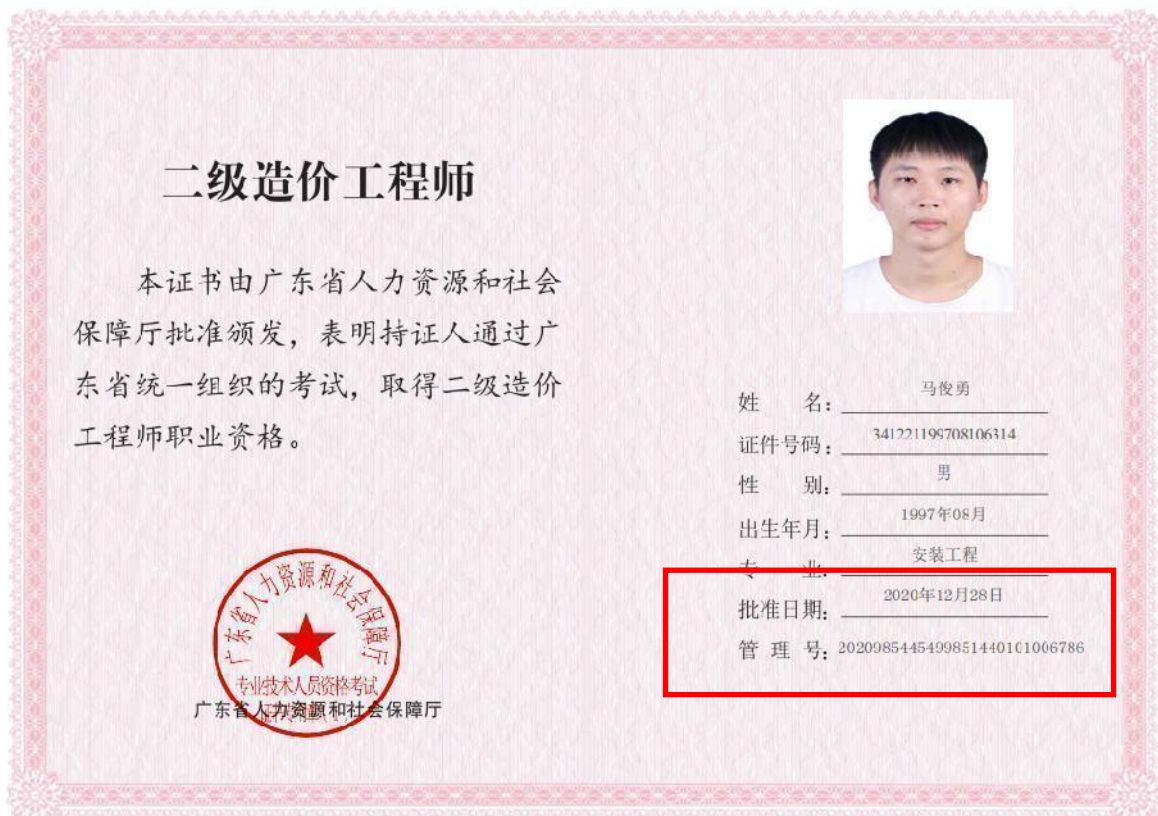 二级造价工程师
本证书由广东省人力资源和社会
保障厅批准颁发，表明持证人通过广
东省统一组织的考试，取得二级造价
工程师职业资格。
广东省人力资源和社会保障厅
专业技术人员资格考试
广东省人力资源和社会保障厅
姓 名：马俊勇
证件号码：341221199708106314
性 别：男
出生年月：1997年08月
专 业：安装工程
批准日期：2020年12月28日
管 理 号：2020985445499851440101006786